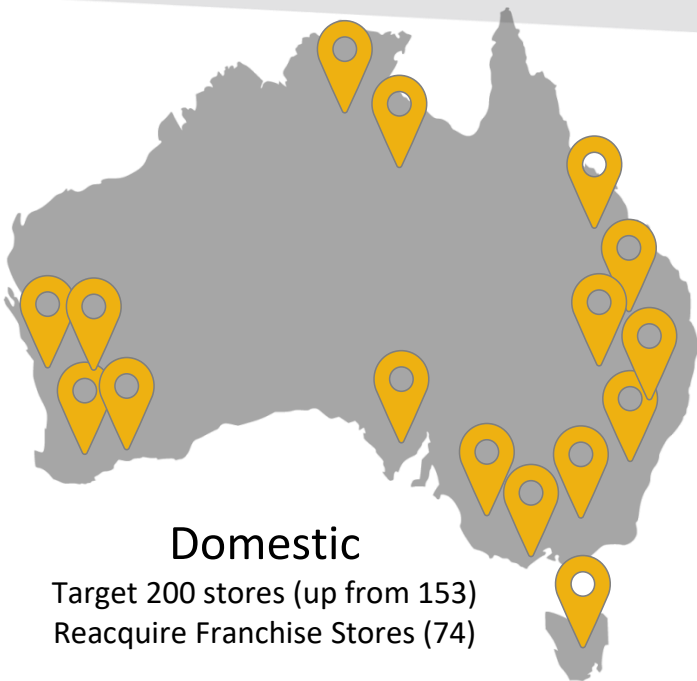 Domestic
Target 200 stores (up from 153)
Reacquire Franchise Stores (74)